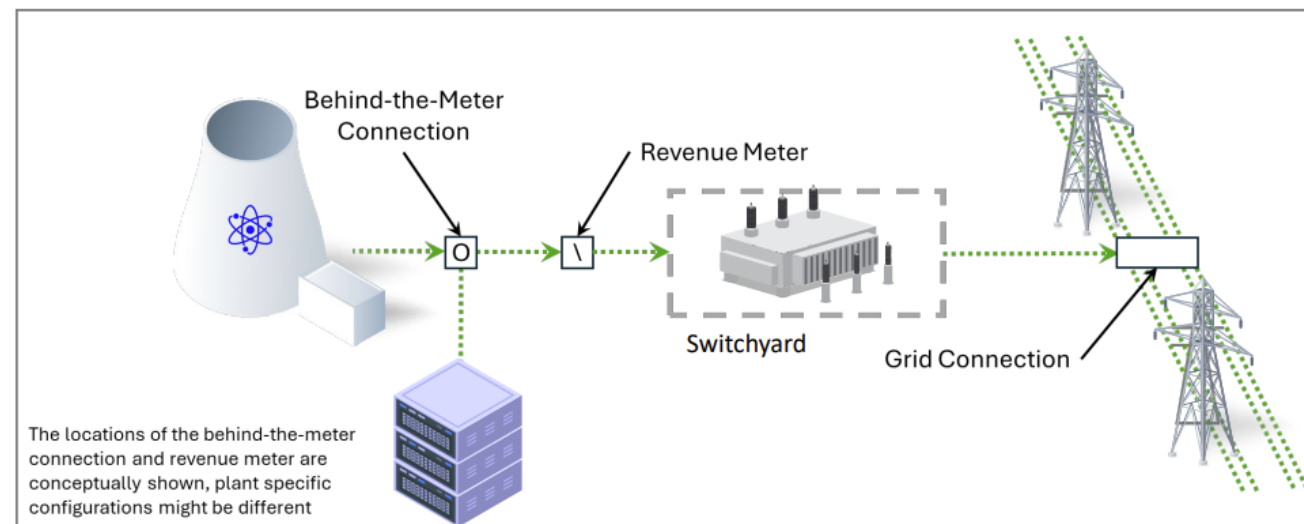 Behind-the-Meter
Connection
Revenue Meter
O
\
Switchyard
Grid Connection
The locations of the behind-the-meter
connection and revenue meter are
conceptually shown, plant specific
configurations might be different